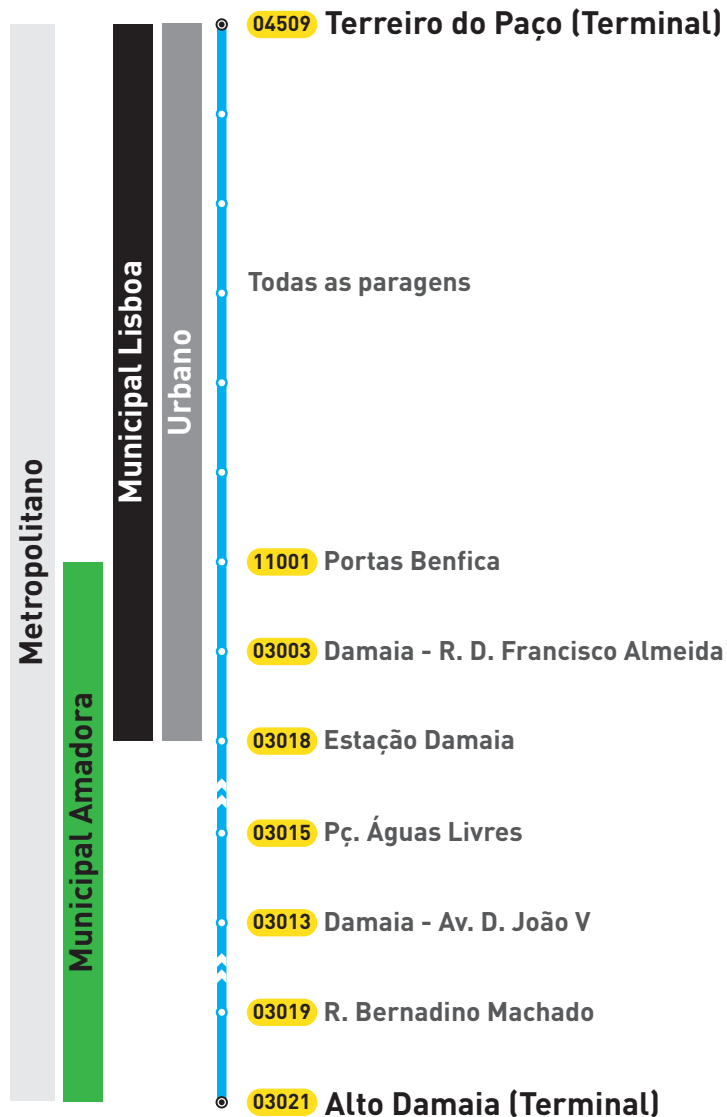 04509 Terreiro do Paço (Terminal)
Todas as paragens
11001 Portas Benfica
03003 Damaia - R. D. Francisco Almeida
03018 Estação Damaia
03015 Pç. Águas Livres
03013 Damaia - Av. D. João V
03019 R. Bernadino Machado
03021 Alto Damaia (Terminal)
Metropolitano
Municipal Amadora
Municipal Lisboa
Urbano